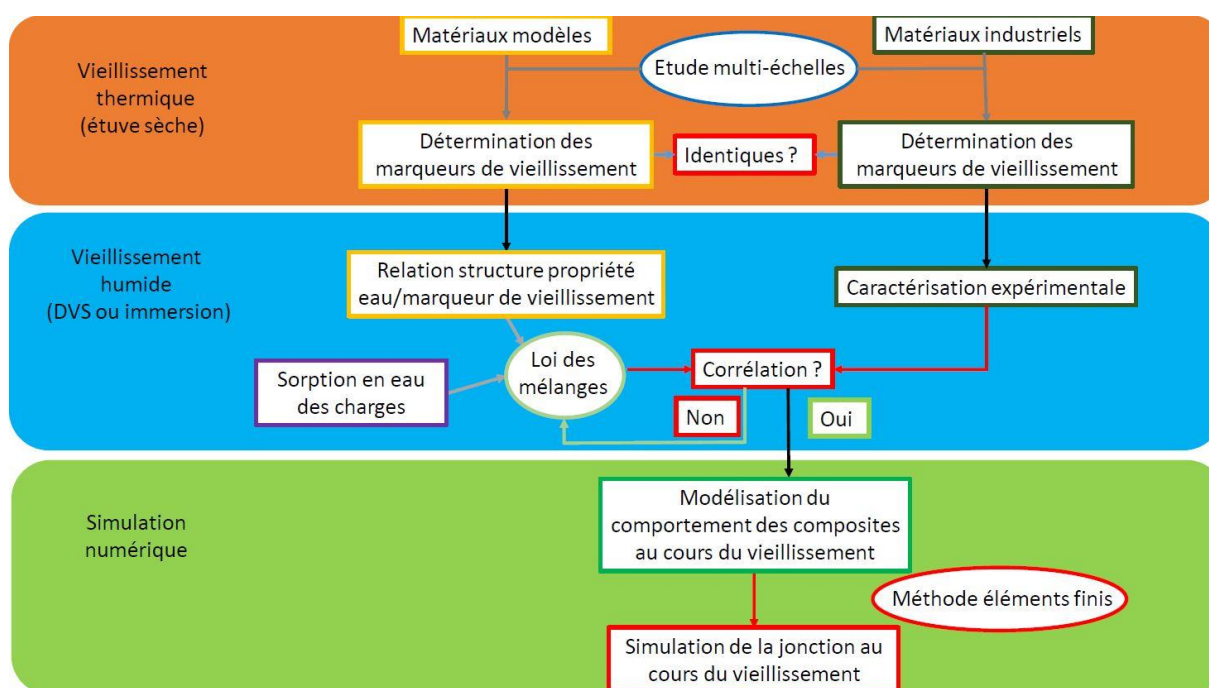 Matériaux modèles
Matériaux industriels
Etude multi-échelles
Vieillissement
thermique
(étuve sèche)
Détermination des
marqueurs de vieillissement
Identiques ?
Détermination des
marqueurs de vieillissement
Vieillissement
humide
(DVS ou immersion)
Relation structure propriété
eau/marqueur de vieillissement
Caractérisation expérimentale
Loi des
mélanges
Corrélation ?
Sorption en eau
des charges
Non
Oui
Simulation
numérique
Modélisation du
comportement des composites
au cours du vieillissement
Méthode éléments finis
Simulation de la jonction au
cours du vieillissement